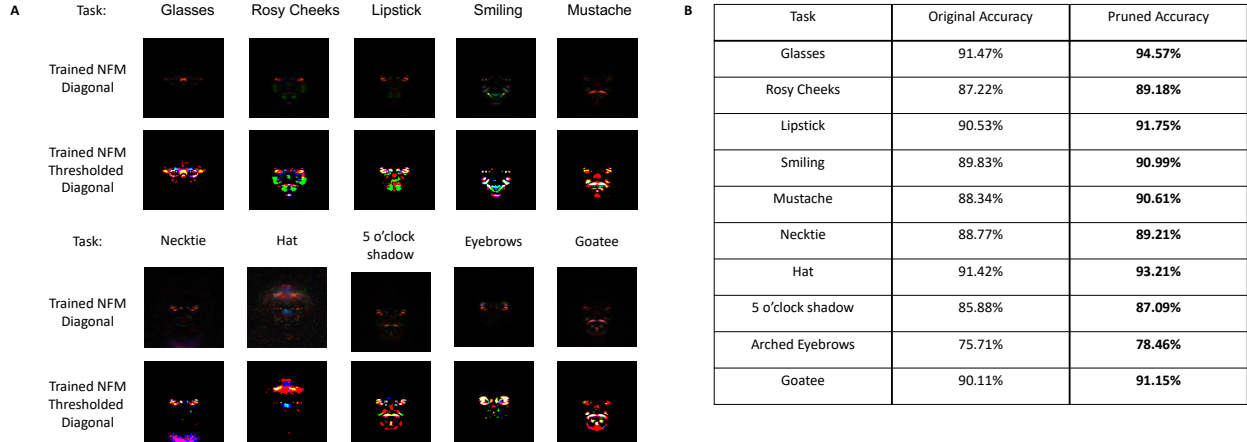 A
Task: Glasses Rosy Cheeks Lipstick Smiling Mustache
Trained NFM
Diagonal
Trained NFM
Thresholded
Diagonal
Task: Necktie Hat 5 o'clock
shadow Eyebrows Goatee
Trained NFM
Diagonal
Trained NFM
Thresholded
Diagonal
B
Task Original Accuracy Pruned Accuracy
Glasses 91.47% 94.57%
Rosy Cheeks 87.22% 89.18%
Lipstick 90.53% 91.75%
Smiling 89.83% 90.99%
Mustache 88.34% 90.61%
Necktie 88.77% 89.21%
Hat 91.42% 93.21%
5 o'clock shadow 85.88% 87.09%
Arched Eyebrows 75.71% 78.46%
Goatee 90.11% 91.15%